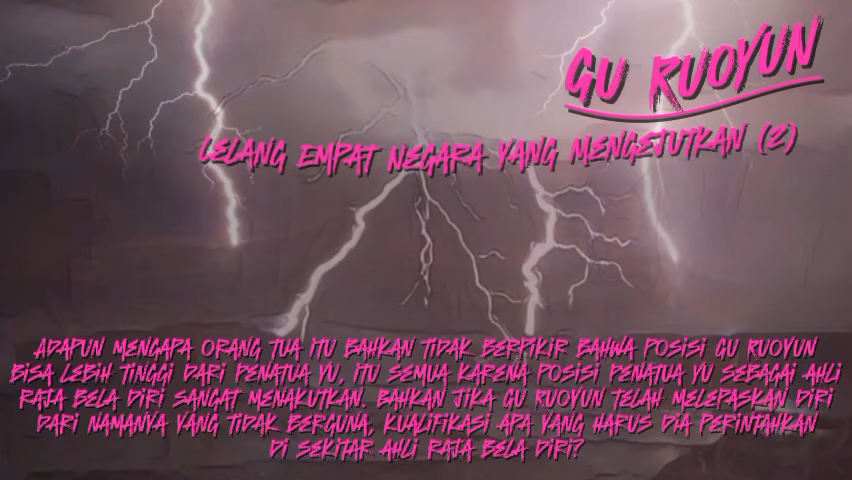 GU RUOYUN
LELANG EMPAT NEGARA YANG MENGEJUTKAN (2)
ADAPUN MENGAPA ORANG TUA ITU BAHKAN TIDAK BERPIKIR BAHWA POSISI GU RUOYUN
BISA LEBIH TINGGI DARI PENATUA YU, ITU SEMUA KARENA POSISI PENATUA YU SEBAGAI AHLI
RAJA BELA DIRI SANGAT MENAKUTKAN. BAHKAN JIKA GU RUOYUN TELAH MELEPASKAN DIRI
DARI NAMANYA YANG TIDAK BERGUNA, KUALIFIKASI APA YANG HARUS DIA PERINTAHKAN
DI SEKITAR AHLI RAJA BELA DIRI?